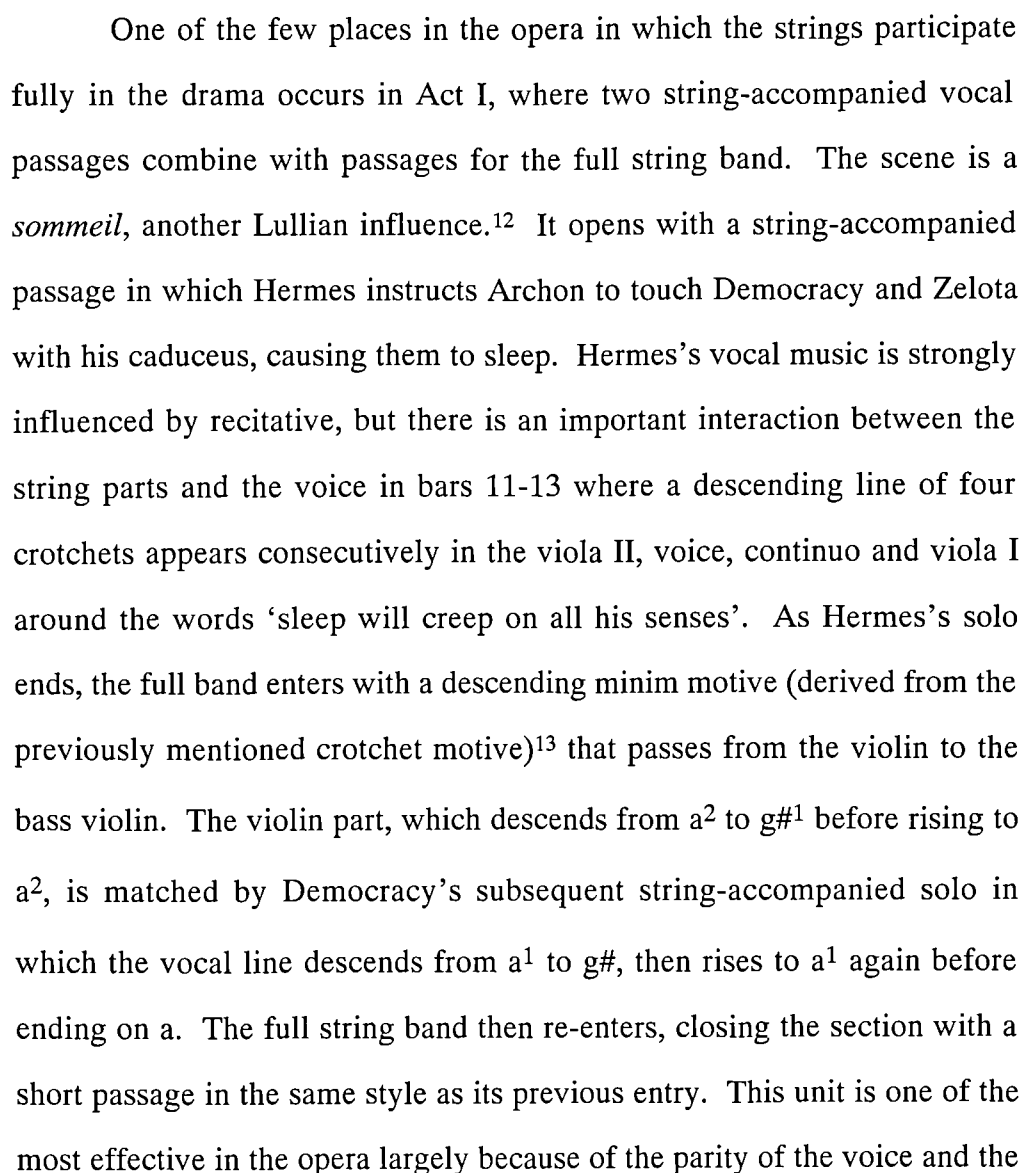 One of the few places in the opera in which the strings participate
fully in the drama occurs in Act I, where two string-accompanied vocal
passages combine with passages for the full string band. The scene is a
sommeil, another Lullian influence.12 It opens with a string-accompanied
passage in which Hermes instructs Archon to touch Democracy and Zelota
with his caduceus, causing them to sleep. Hermes's vocal music is strongly
influenced by recitative, but there is an important interaction between the
string parts and the voice in bars 11-13 where a descending line of four
crotchets appears consecutively in the viola II, voice, continuo and viola I
around the words ‘sleep will creep on all his senses’. As Hermes's solo
ends, the full band enters with a descending minim motive (derived from the
previously mentioned crotchet motive)13 that passes from the violin to the
bass violin. The violin part, which descends from a2 to g#1 before rising to
a2, is matched by Democracy's subsequent string-accompanied solo in
which the vocal line descends from a1 to g#, then rises to a1 again before
ending on a. The full string band then re-enters, closing the section with a
short passage in the same style as its previous entry. This unit is one of the
most effective in the opera largely because of the parity of the voice and the